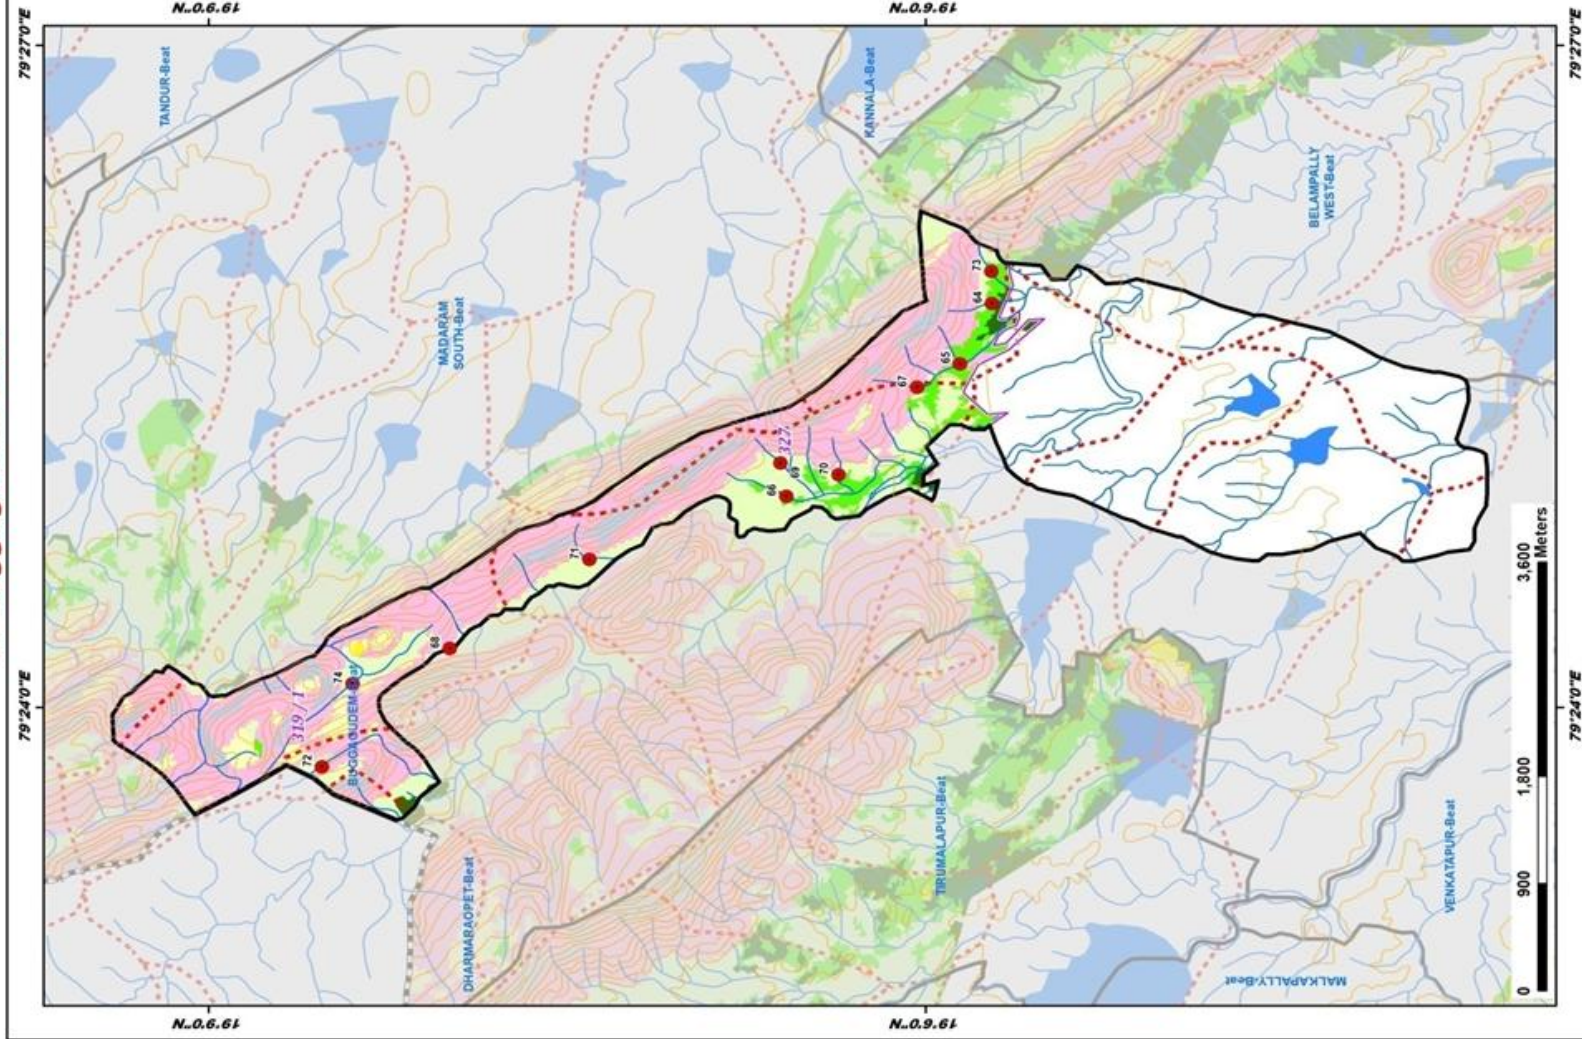 79°27'0"E
79°24'0"E
19°9'0"N
19°6'0"N
19°9'0"N
19°6'0"N
79°27'0"E
79°24'0"E
TANDUR-Beat
KANNALA-Beat
MADARAM
SOUTH-Beat
BELAMPALLY
WEST-Beat
73
64
65
67
327
69
66
70
71
68
74
319 / 1
72
DHARMARAOPET-Beat
TIRUMALAPUR-Beat
VENKATAPUR-Beat
MALKAPALLY-Beat
0
900
1,800
3,600
Meters